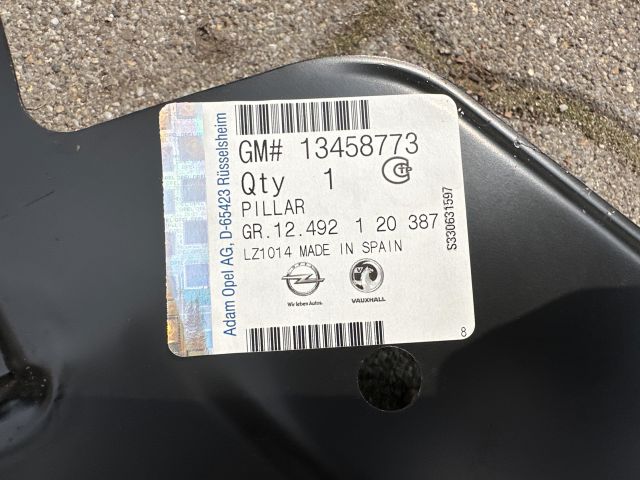 GM# 13458773
Qty 1
PILLAR
GR.12.492 1 20 387
LZ1014 MADE IN SPAIN
Wir leben Autos.
VAUXHALL
8
Adam Opel AG, D-65423 Rüsselsheim
S330631597